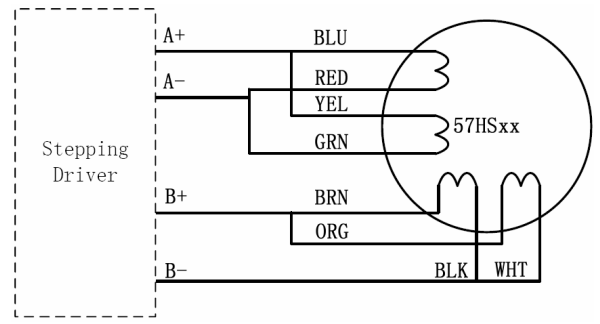 A+
BLU
RED
A-
YEL
57HSxx
GRN
Stepping
Driver
B+
BRN
ORG
B-
BLK
WHT